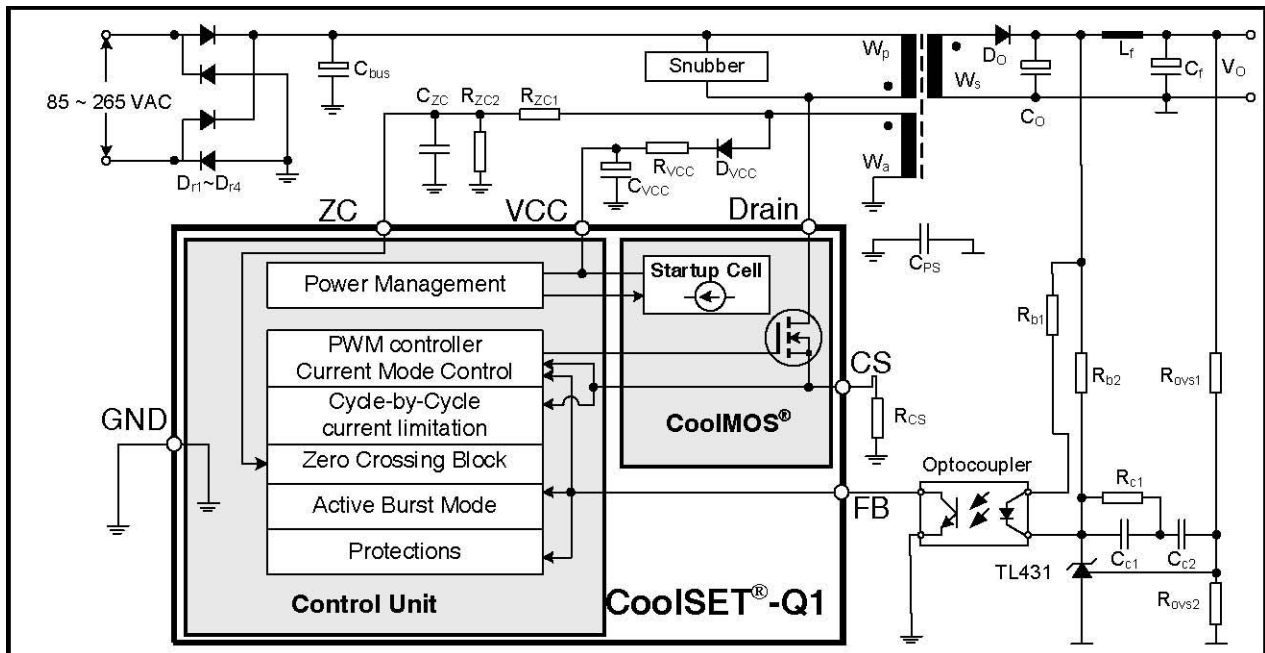 85 ~ 265 VAC
Dr1~Dr4
Cbus
CZC
RZC2
RZC1
Snubber
Wp
Ws
Wa
DO
CO
Lf
Cf
VO
RVCC
DVCC
CVCC
ZC
VCC
Drain
CPS
Power Management
Startup Cell
PWM controller
Current Mode Control
Cycle-by-Cycle
current limitation
Zero Crossing Block
Active Burst Mode
Protections
Control Unit
CoolMOS®
CoolSET®-Q1
GND
CS
RCS
FB
Optocoupler
Rb1
Rb2
Rovs1
Rc1
Cc1
Cc2
TL431
Rovs2